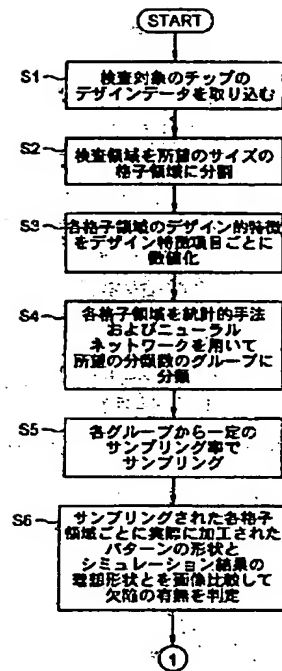 START
S1
検査対象のチップの
デザインデータを取り込む
S2
検査領域を所望のサイズの
格子領域に分割
S3
各格子領域のデザイン的特徴
をデザイン特徴項目ごとに
数値化
S4
各格子領域を統計的手法
およびニューラル
ネットワークを用いて
所望の分類数のグループに
分類
S5
各グループから一定の
サンプリング率で
サンプリング
S6
サンプリングされた各格子
領域ごとに実際に加工された
パターンの形状と
シミュレーション結果の
理想形状とを画像比較して
欠陥の有無を判定
1